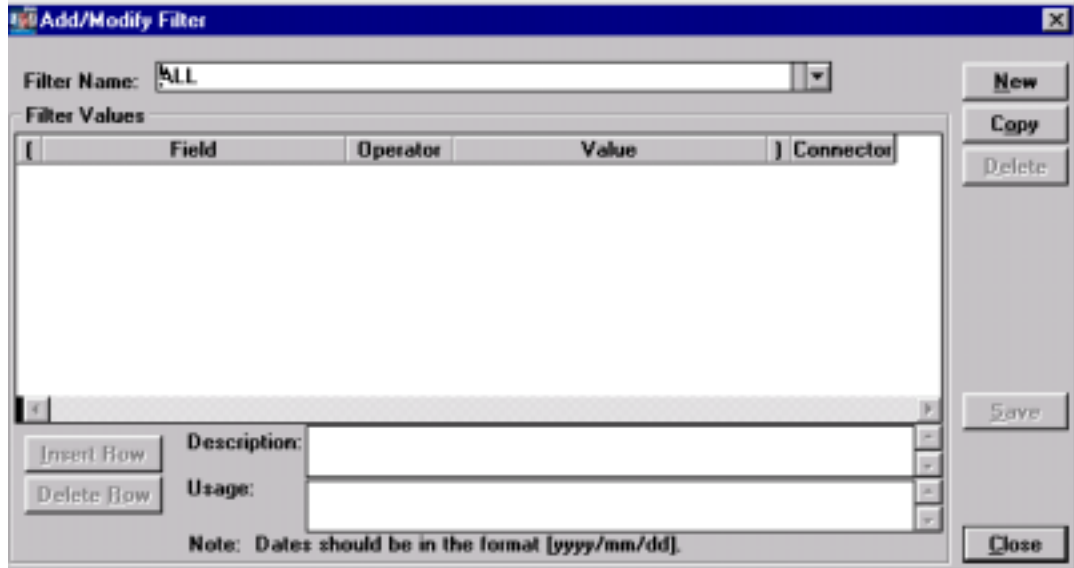 Add/Modify Filter
Filter Name: ALL
New
Filter Values
Copy
( Field Operator Value ) Connector
Delete
Save
Insert Row
Description:
Delete Row
Usage:
Note: Dates should be in the format [yyyy/mm/dd].
Close